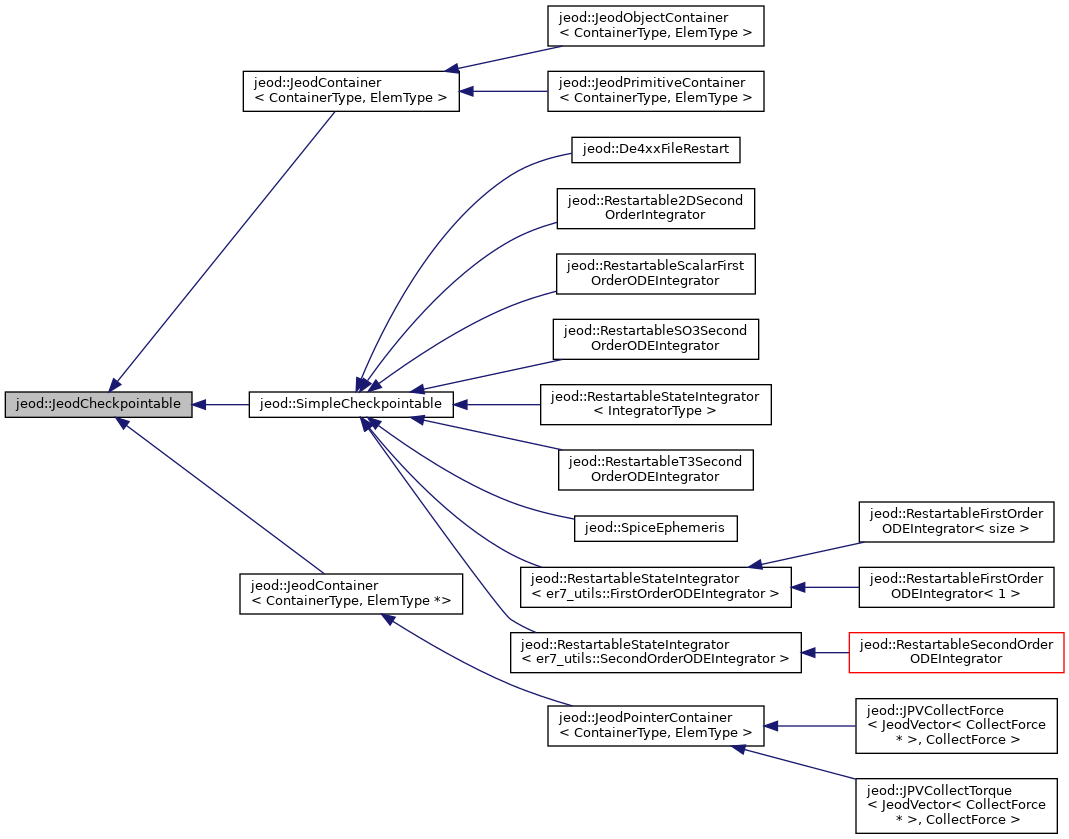 jeod::JeodObjectContainer
< ContainerType, ElemType >
jeod::JeodContainer
< ContainerType, ElemType >
jeod::JeodPrimitiveContainer
< ContainerType, ElemType >
jeod::De4xxFileRestart
jeod::Restartable2DSecond
OrderIntegrator
jeod::RestartableScalarFirst
OrderODEIntegrator
jeod::RestartableSO3Second
OrderODEIntegrator
jeod::JeodCheckpointable
jeod::SimpleCheckpointable
jeod::RestartableStateIntegrator
< IntegratorType >
jeod::RestartableT3Second
OrderODEIntegrator
jeod::SpiceEphemeris
jeod::RestartableFirstOrder
ODEIntegrator< size >
jeod::RestartableStateIntegrator
< er7_utils::FirstOrderODEIntegrator >
jeod::RestartableFirstOrder
ODEIntegrator< 1 >
jeod::JeodContainer
< ContainerType, ElemType *>
jeod::RestartableStateIntegrator
< er7_utils::SecondOrderODEIntegrator >
jeod::RestartableSecondOrder
ODEIntegrator
jeod::JeodPointerContainer
< ContainerType, ElemType >
jeod::JPVCollectForce
< JeodVector< CollectForce
* >, CollectForce >
jeod::JPVCollectTorque
< JeodVector< CollectForce
* >, CollectForce >